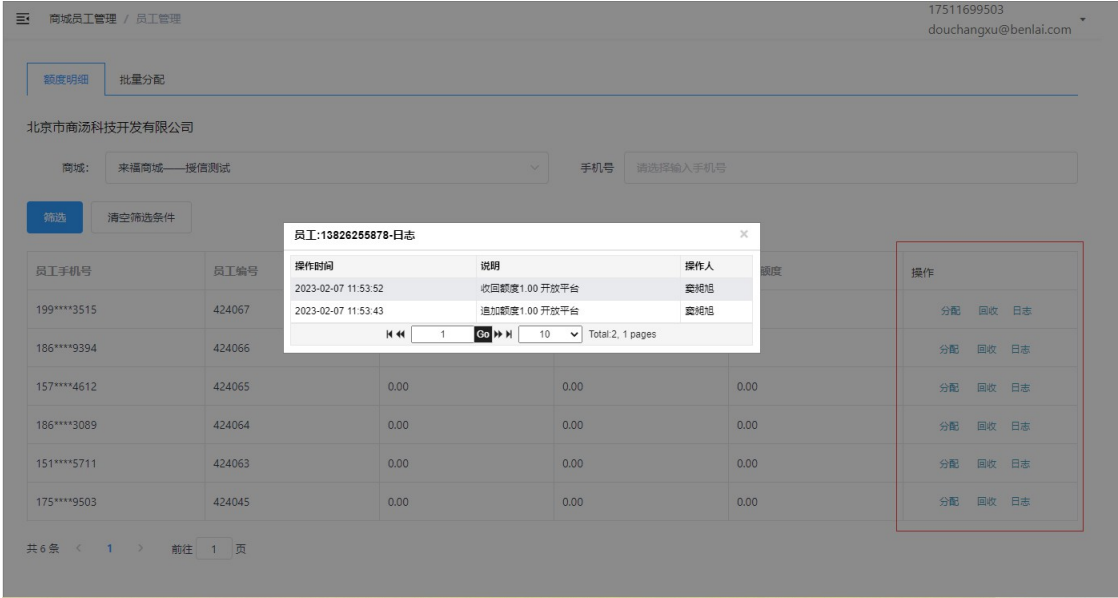 17511699503
商城员工管理 / 员工管理
douchangxu@benlai.com
额度明细 批量分配
北京市商汤科技开发有限公司
商城： 来福商城——授信测试 手机号 请选择输入手机号
筛选 清空筛选条件
员工:13826255878-日志 ×
操作时间 说明 操作人
2023-02-07 11:53:52 收回额度1.00 开放平台 窦昶旭
2023-02-07 11:53:43 追加额度1.00 开放平台 窦昶旭
1 Go 10 Total:2, 1 pages
员工手机号 员工编号 额度 操作
199****3515 424067 分配 回收 日志
186****9394 424066 分配 回收 日志
157****4612 424065 0.00 0.00 0.00 分配 回收 日志
186****3089 424064 0.00 0.00 0.00 分配 回收 日志
151****5711 424063 0.00 0.00 0.00 分配 回收 日志
175****9503 424045 0.00 0.00 0.00 分配 回收 日志
共 6 条 < 1 > 前往 1 页